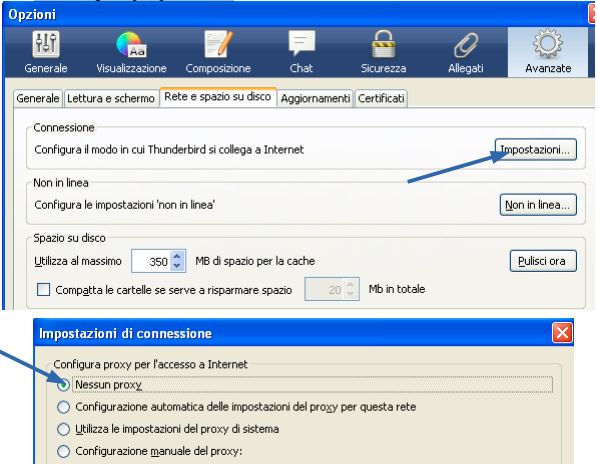 Opzioni
Generale Visualizzazione Composizione Chat Sicurezza Allegati Avanzate
Generale Lettura e schermo Rete e spazio su disco Aggiornamenti Certificati
Connessione
Configura il modo in cui Thunderbird si collega a Internet Impostazioni...
Non in linea
Configura le impostazioni 'non in linea' Non in linea...
Spazio su disco
Utilizza al massimo 350 MB di spazio per la cache Pulisci ora
Compatta le cartelle se serve a risparmare spazio 20 Mb in totale
Impostazioni di connessione
Configura proxy per l'accesso a Internet
Nessun proxy
Configurazione automatica delle impostazioni del proxy per questa rete
Utilizza le impostazioni del proxy di sistema
Configurazione manuale del proxy: